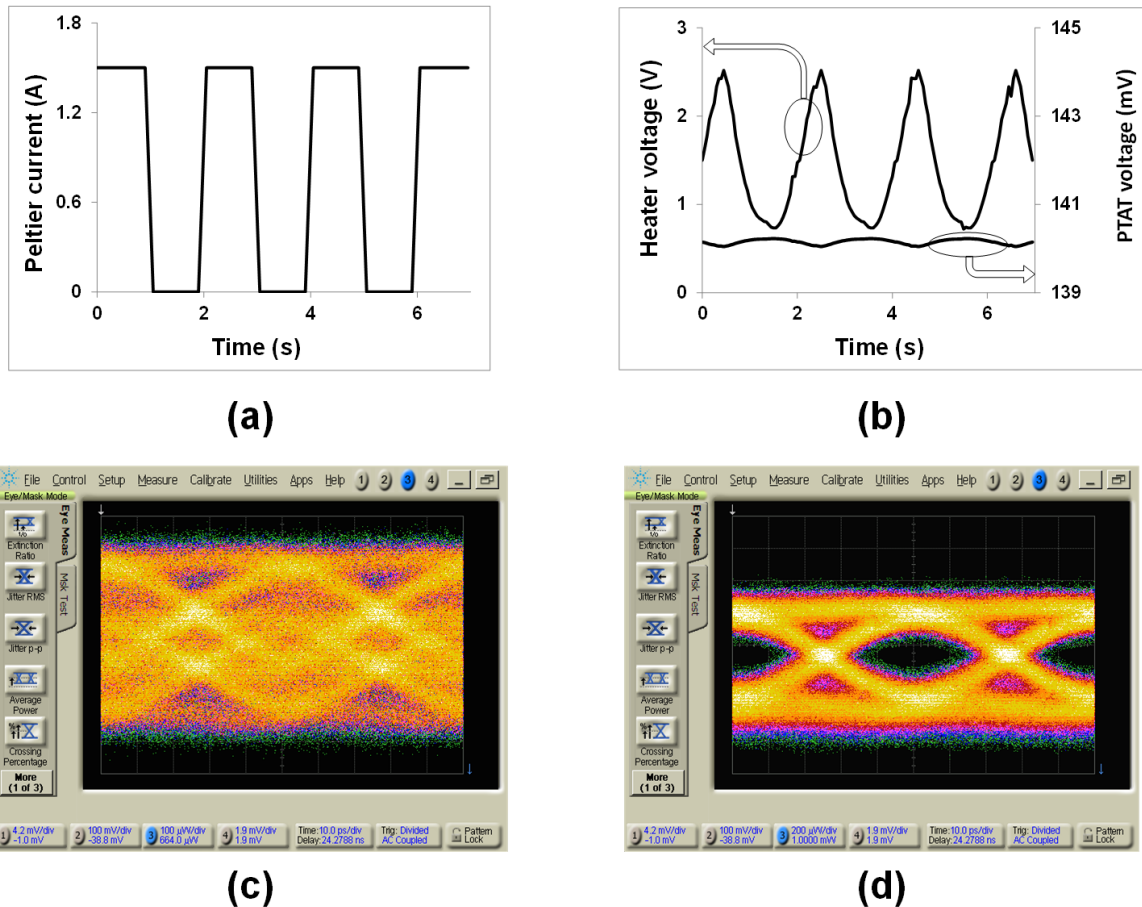 1.8
1.2
0.6
0
Peltier current (A)
0
2
4
6
Time (s)
(a)
3
2
1
0
Heater voltage (V)
145
143
141
139
PTAT voltage (mV)
0
2
4
6
Time (s)
(b)
File Control Setup Measure Calibrate Utilities Apps Help 1 2 3 4
Eye/Mask Mode
Eye Meas
Msk Test
Extinction
Ratio
Jitter RMS
Jitter p-p
Average
Power
Crossing
Percentage
More
(1 of 3)
1 4.2 mV/div
-1.0 mV
2 100 mV/div
-38.8 mV
3 100 µW/div
664.0 µW
4 1.9 mV/div
1.9 mV
Time:10.0 ps/div
Delay:24.2788 ns
Trig: Divided
AC Coupled
Pattern
Lock
(c)
File Control Setup Measure Calibrate Utilities Apps Help 1 2 3 4
Eye/Mask Mode
Eye Meas
Msk Test
Extinction
Ratio
Jitter RMS
Jitter p-p
Average
Power
Crossing
Percentage
More
(1 of 3)
1 4.2 mV/div
-1.0 mV
2 100 mV/div
-38.8 mV
3 200 µW/div
1.0000 mW
4 1.9 mV/div
1.9 mV
Time:10.0 ps/div
Delay:24.2788 ns
Trig: Divided
AC Coupled
Pattern
Lock
(d)